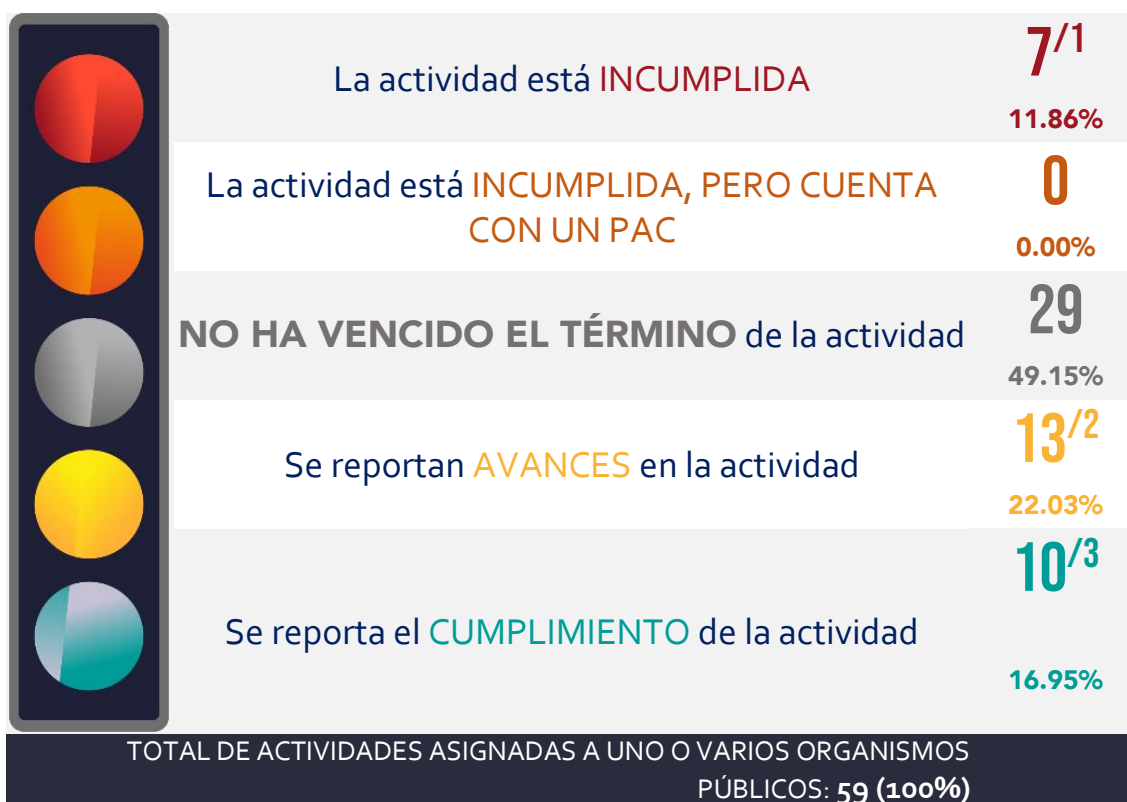 La actividad está INCUMPLIDA
7/1
11.86%
La actividad está INCUMPLIDA, PERO CUENTA
CON UN PAC
0
0.00%
NO HA VENCIDO EL TÉRMINO de la actividad
29
49.15%
Se reportan AVANCES en la actividad
13/2
22.03%
Se reporta el CUMPLIMIENTO de la actividad
10/3
16.95%
TOTAL DE ACTIVIDADES ASIGNADAS A UNO O VARIOS ORGANISMOS
PÚBLICOS: 59 (100%)